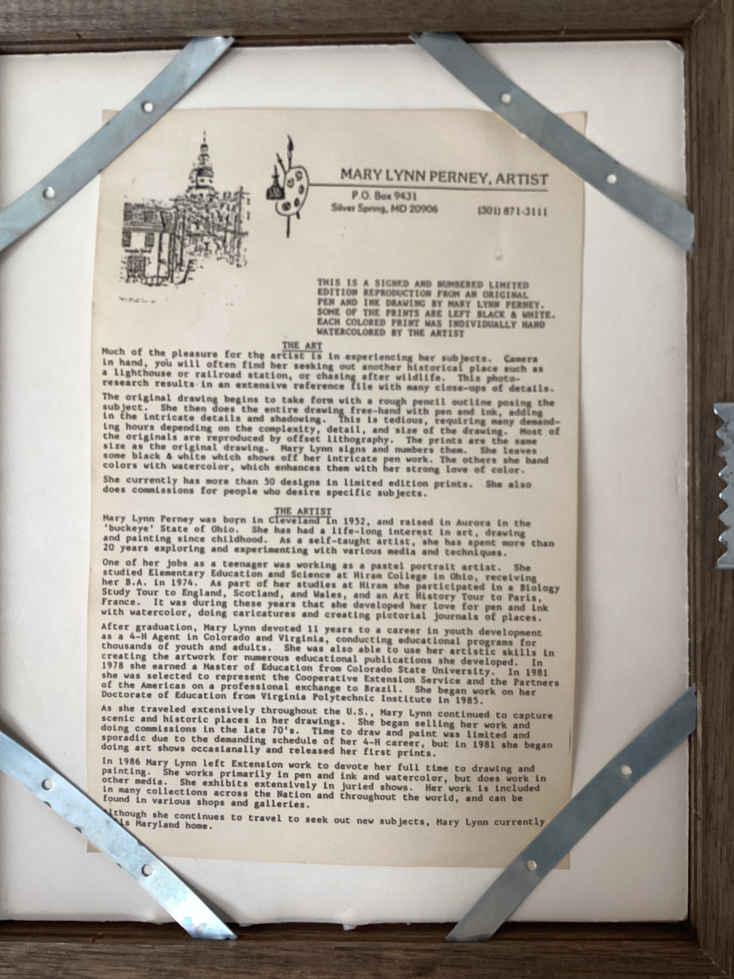 MARY LYNN PERNEY, ARTIST
P.O. Box 9431
Silver Spring, MD 20906 (301) 871-3111
THIS IS A SIGNED AND NUMBERED LIMITED
EDITION REPRODUCTION FROM AN ORIGINAL
PEN AND INK DRAWING BY MARY LYNN PERNEY.
SOME OF THE PRINTS ARE LEFT BLACK & WHITE.
EACH COLORED PRINT WAS INDIVIDUALLY HAND
WATERCOLORED BY THE ARTIST
THE ART
Much of the pleasure for the artist is in experiencing her subjects. Camera
in hand, you will often find her seeking out another historical place such as
a lighthouse or railroad station, or chasing after wildlife. This photo-
research results in an extensive reference file with many close-ups of details.
The original drawing begins to take form with a rough pencil outline posing the
subject. She then does the entire drawing free-hand with pen and ink, adding
in the intricate details and shadowing. This is tedious, requiring many demand-
ing hours depending on the complexity, detail, and size of the drawing. Most of
the originals are reproduced by offset lithography. The prints are the same
size as the original drawing. Mary Lynn signs and numbers them. She leaves
some black & white which shows off her intricate pen work. The others she hand
colors with watercolor, which enhances them with her strong love of color.
She currently has more than 50 designs in limited edition prints. She also
does commissions for people who desire specific subjects.
THE ARTIST
Mary Lynn Perney was born in Cleveland in 1952, and raised in Aurora in the
'buckeye' State of Ohio. She has had a life-long interest in art, drawing
and painting since childhood. As a self-taught artist, she has spent more than
20 years exploring and experimenting with various media and techniques.
One of her jobs as a teenager was working as a pastel portrait artist. She
studied Elementary Education and Science at Hiram College in Ohio, receiving
her B.A. in 1974. As part of her studies at Hiram she participated in a Biology
Study Tour to England, Scotland, and Wales, and an Art History Tour to Paris,
France. It was during these years that she developed her love for pen and ink
with watercolor, doing caricatures and creating pictorial journals of places.
After graduation, Mary Lynn devoted 11 years to a career in youth development
as a 4-H Agent in Colorado and Virginia, conducting educational programs for
thousands of youth and adults. She was also able to use her artistic skills in
creating the artwork for numerous educational publications she developed. In
1978 she earned a Master of Education from Colorado State University. In 1981
she was selected to represent the Cooperative Extension Service and the Partners
of the Americas on a professional exchange to Brazil. She began work on her
Doctorate of Education from Virginia Polytechnic Institute in 1985.
As she traveled extensively throughout the U.S., Mary Lynn continued to capture
scenic and historic places in her drawings. She began selling her work and
doing commissions in the late 70's. Time to draw and paint was limited and
sporadic due to the demanding schedule of her 4-H career, but in 1981 she began
doing art shows occasionally and released her first prints.
In 1986 Mary Lynn left Extension work to devote her full time to drawing and
painting. She works primarily in pen and ink and watercolor, but does work in
other media. She exhibits extensively in juried shows. Her work is included
in many collections across the Nation and throughout the world, and can be
found in various shops and galleries.
lthough she continues to travel to seek out new subjects, Mary Lynn currently
is Maryland home.